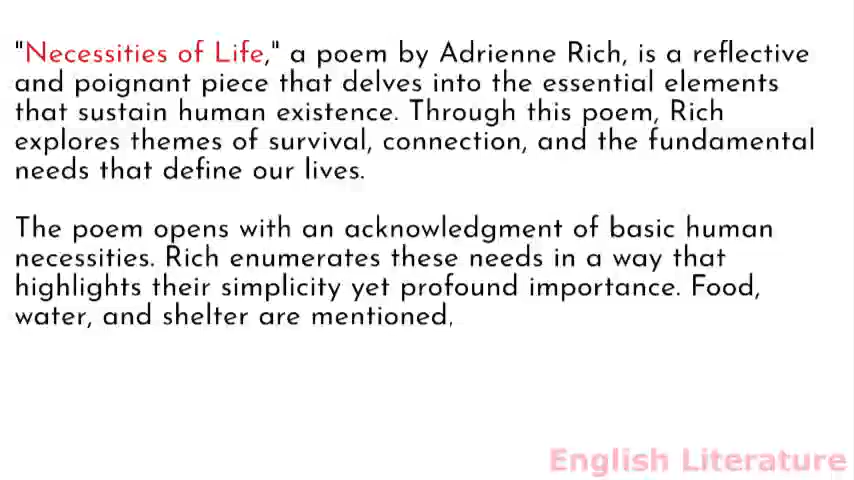 "Necessities of Life," a poem by Adrienne Rich, is a reflective
and poignant piece that delves into the essential elements
that sustain human existence. Through this poem, Rich
explores themes of survival, connection, and the fundamental
needs that define our lives.
The poem opens with an acknowledgment of basic human
necessities. Rich enumerates these needs in a way that
highlights their simplicity yet profound importance. Food,
water, and shelter are mentioned,
English Literature